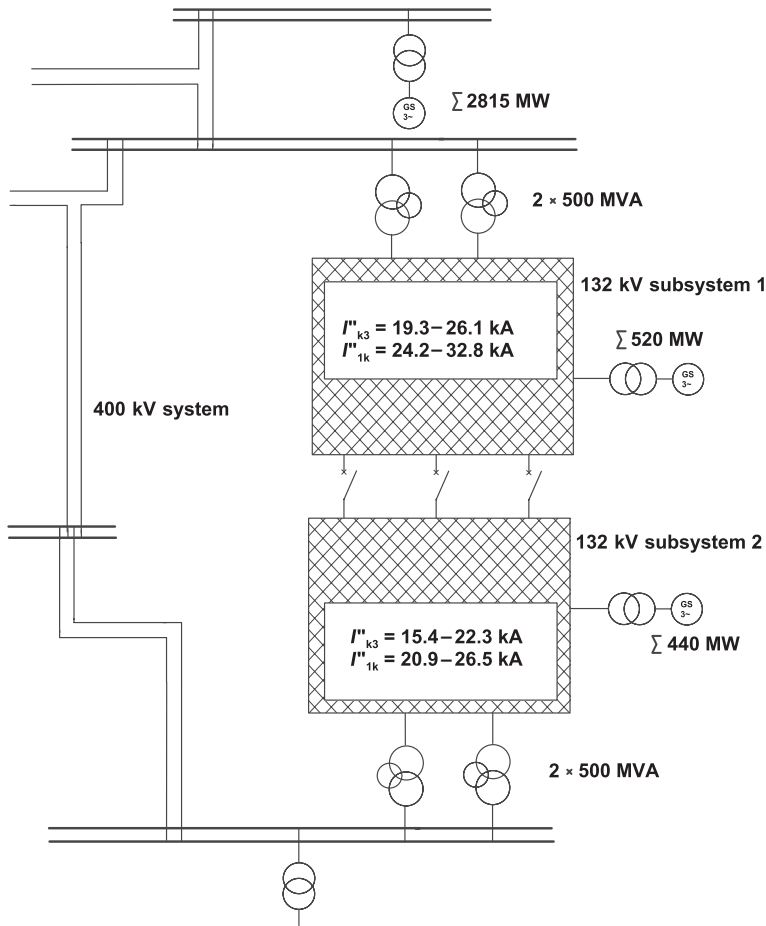 GS
3~
∑ 2815 MW
2 × 500 MVA
132 kV subsystem 1
I"k3 = 19.3–26.1 kA
I"1k = 24.2–32.8 kA
∑ 520 MW
GS
3~
400 kV system
132 kV subsystem 2
GS
3~
I"k3 = 15.4–22.3 kA
I"1k = 20.9–26.5 kA
∑ 440 MW
2 × 500 MVA